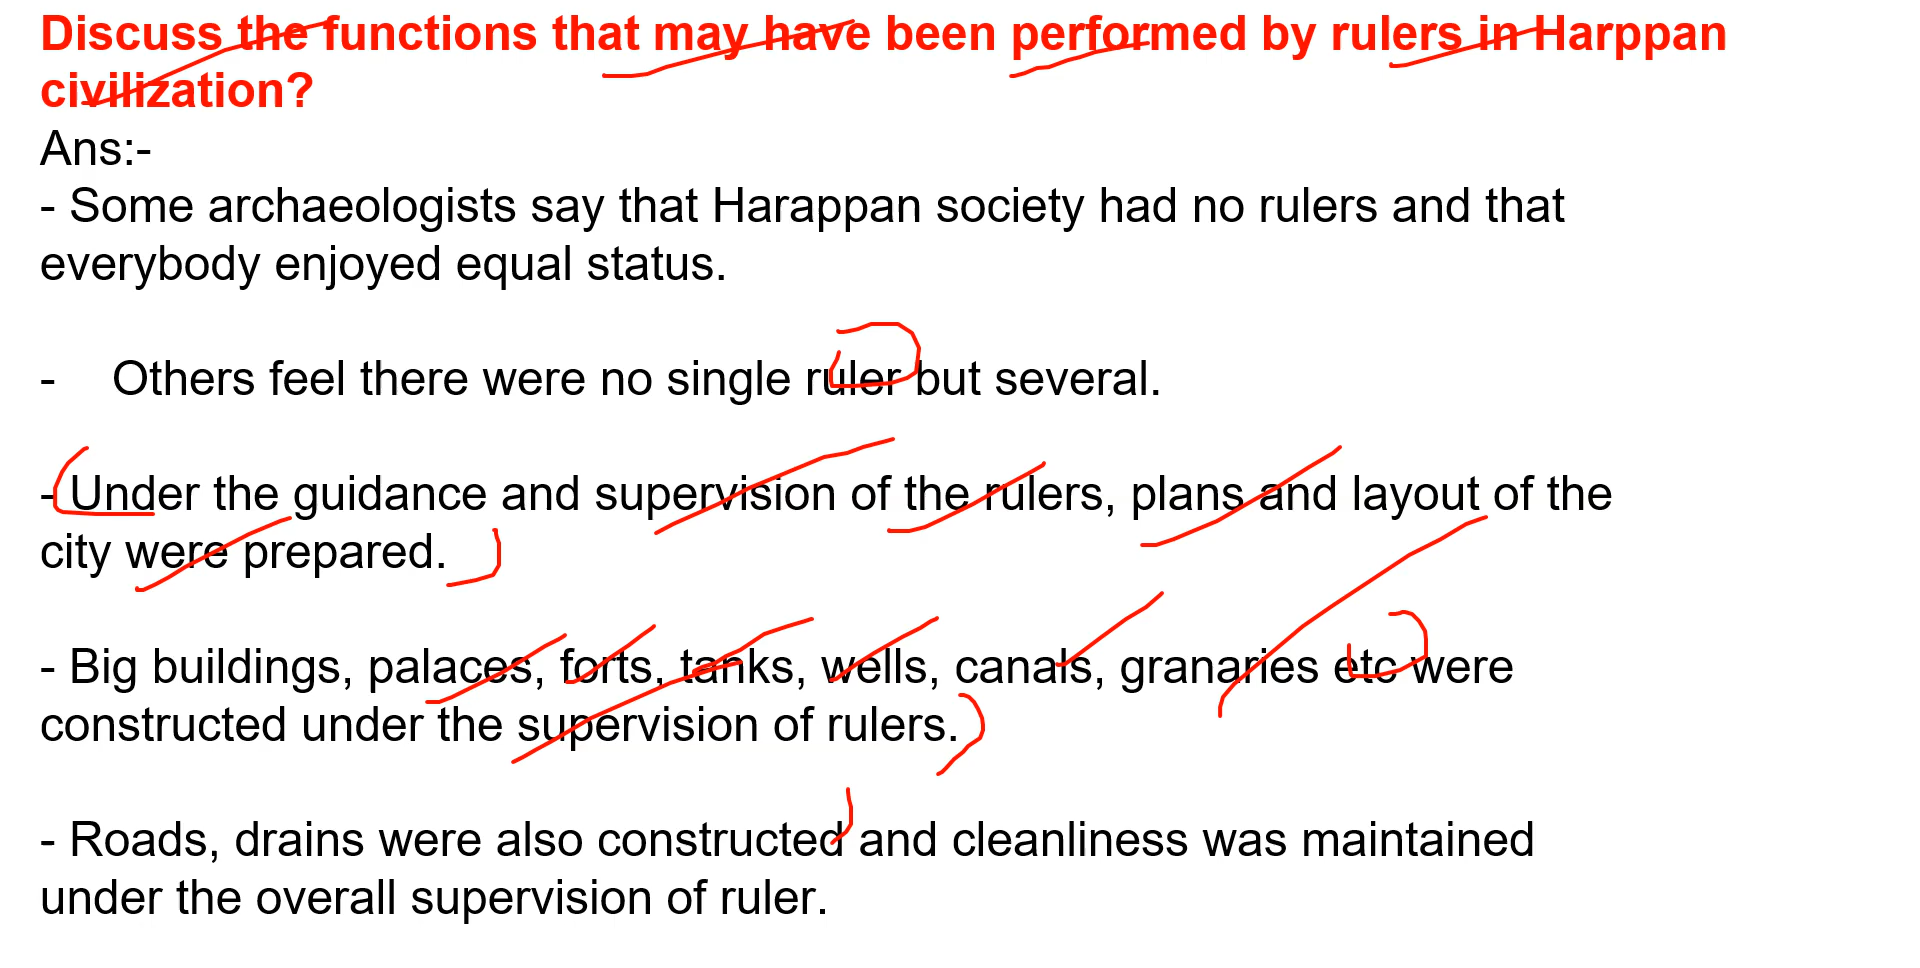 Discuss the functions that may have been performed by rulers in Harppan
civilization?
Ans:-
- Some archaeologists say that Harappan society had no rulers and that
everybody enjoyed equal status.
- Others feel there were no single ruler but several.
- Under the guidance and supervision of the rulers, plans and layout of the
city were prepared.
- Big buildings, palaces, forts, tanks, wells, canals, granaries etc were
constructed under the supervision of rulers.
- Roads, drains were also constructed and cleanliness was maintained
under the overall supervision of ruler.